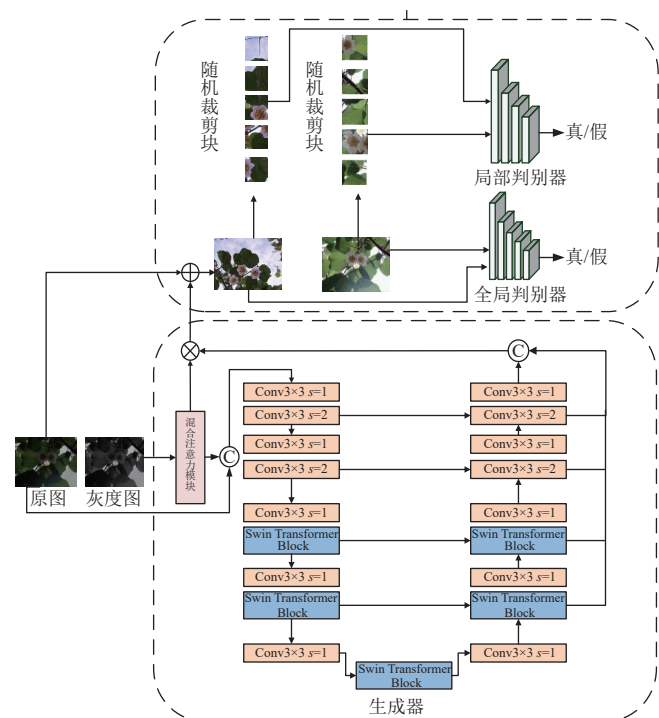 随机裁剪块
随机裁剪块
真/假
局部判别器
真/假
全局判别器
C
Conv3×3 s=1
Conv3×3 s=1
Conv3×3 s=2
Conv3×3 s=2
混合注意力模块
Conv3×3 s=1
Conv3×3 s=1
C
Conv3×3 s=2
Conv3×3 s=2
原图
灰度图
Conv3×3 s=1
Conv3×3 s=1
Swin Transformer
Block
Swin Transformer
Block
Conv3×3 s=1
Conv3×3 s=1
Swin Transformer
Block
Swin Transformer
Block
Conv3×3 s=1
Conv3×3 s=1
Swin Transformer
Block
生成器